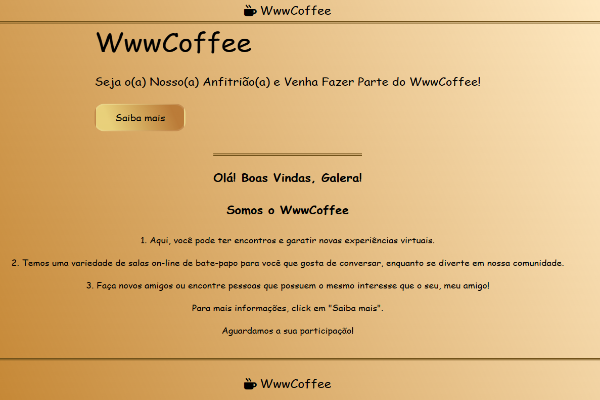 WwwCoffee
WwwCoffee
Seja o(a) Nosso(a) Anfitrião(a) e Venha Fazer Parte do WwwCoffee!
Saiba mais
Olá! Boas Vindas, Galera!
Somos o WwwCoffee
1. Aqui, você pode ter encontros e garatir novas experiências virtuais.
2. Temos uma variedade de salas on-line de bate-papo para você que gosta de conversar, enquanto se diverte em nossa comunidade.
3. Faça novos amigos ou encontre pessoas que possuem o mesmo interesse que o seu, meu amigo!
Para mais informações, click em "Saiba mais".
Aguardamos a sua participação!
WwwCoffee